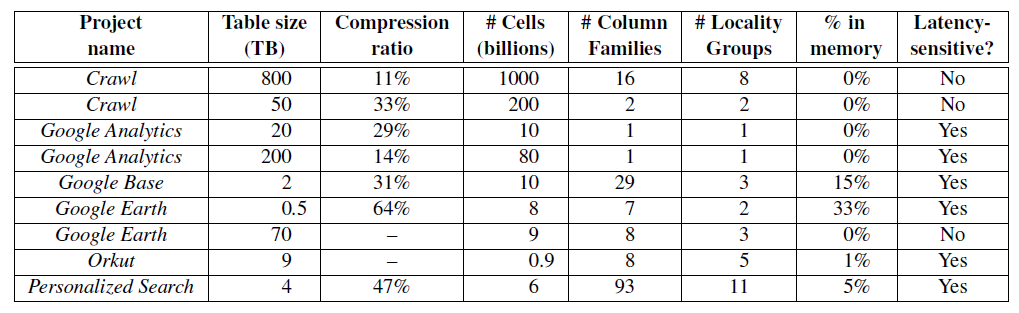 Project Table size Compression # Cells # Column # Locality % in Latency-
name (TB) ratio (billions) Families Groups memory sensitive?
Crawl 800 11% 1000 16 8 0% No
Crawl 50 33% 200 2 2 0% No
Google Analytics 20 29% 10 1 1 0% Yes
Google Analytics 200 14% 80 1 1 0% Yes
Google Base 2 31% 10 29 3 15% Yes
Google Earth 0.5 64% 8 7 2 33% Yes
Google Earth 70 – 9 8 3 0% No
Orkut 9 – 0.9 8 5 1% Yes
Personalized Search 4 47% 6 93 11 5% Yes